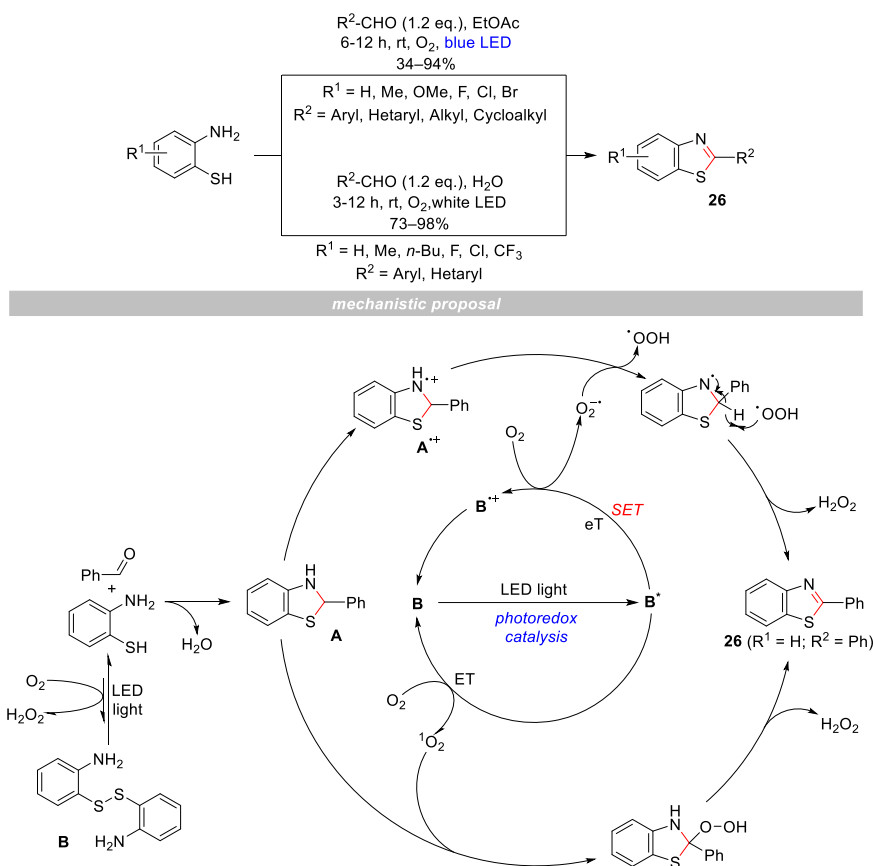 R²-CHO (1.2 eq.), EtOAc
6-12 h, rt, O₂, blue LED
34–94%
R¹ = H, Me, OMe, F, Cl, Br
R² = Aryl, Hetaryl, Alkyl, Cycloalkyl
R¹
NH₂
SH
R²-CHO (1.2 eq.), H₂O
3-12 h, rt, O₂,white LED
73–98%
R¹ = H, Me, n-Bu, F, Cl, CF₃
R² = Aryl, Hetaryl
R¹
N
S
R²
26
mechanistic proposal
H
N•+
S
Ph
A•+
•OOH
O₂−•
O₂
N•
Ph
S
H
•OOH
B•+
SET
eT
H₂O₂
Ph
O
+
NH₂
SH
H₂O
H
N
S
Ph
A
B
LED light
photoredox
catalysis
B*
N
S
Ph
26 (R¹ = H; R² = Ph)
O₂
H₂O₂
LED
light
ET
O₂
¹O₂
H₂O₂
NH₂
S
S
H₂N
B
H
N
O
OH
S
Ph